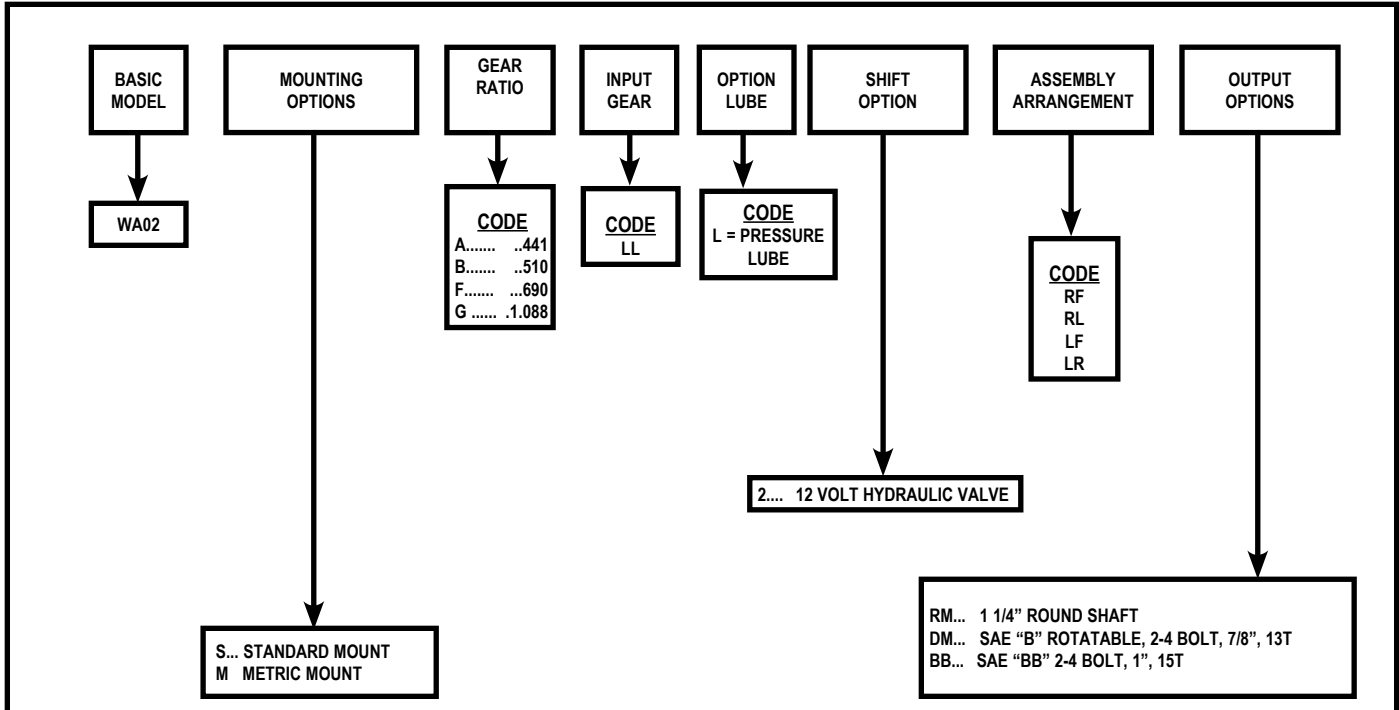 BASIC
MODEL
MOUNTING
OPTIONS
GEAR
RATIO
INPUT
GEAR
OPTION
LUBE
SHIFT
OPTION
ASSEMBLY
ARRANGEMENT
OUTPUT
OPTIONS
WA02
CODE
A....... ..441
B....... ..510
F....... ...690
G ...... .1.088
CODE
LL
CODE
L = PRESSURE
LUBE
CODE
RF
RL
LF
LR
2.... 12 VOLT HYDRAULIC VALVE
S... STANDARD MOUNT
M METRIC MOUNT
RM... 1 1/4” ROUND SHAFT
DM... SAE “B” ROTATABLE, 2-4 BOLT, 7/8”, 13T
BB... SAE “BB” 2-4 BOLT, 1”, 15T